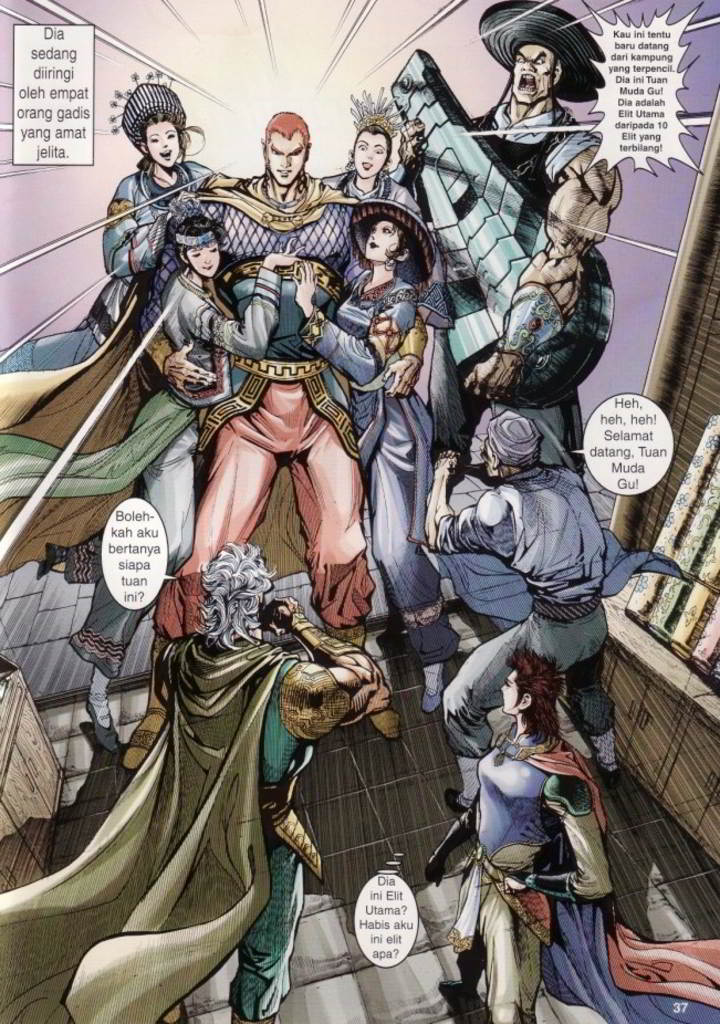 Dia
sedang
diiringi
oleh empat
orang gadis
yang amat
jelita.
Kau ini tentu
baru datang
dari kampung
yang terpencil.
Dia ini Tuan
Muda Gu!
Dia adalah
Elit Utama
daripada 10
Elit yang
terbilang!
Heh,
heh, heh!
Selamat
datang, Tuan
Muda
Gu!
Boleh-
kah aku
bertanya
siapa
tuan
ini?
Dia
ini Elit
Utama?
Habis aku
ini elit
apa?
37